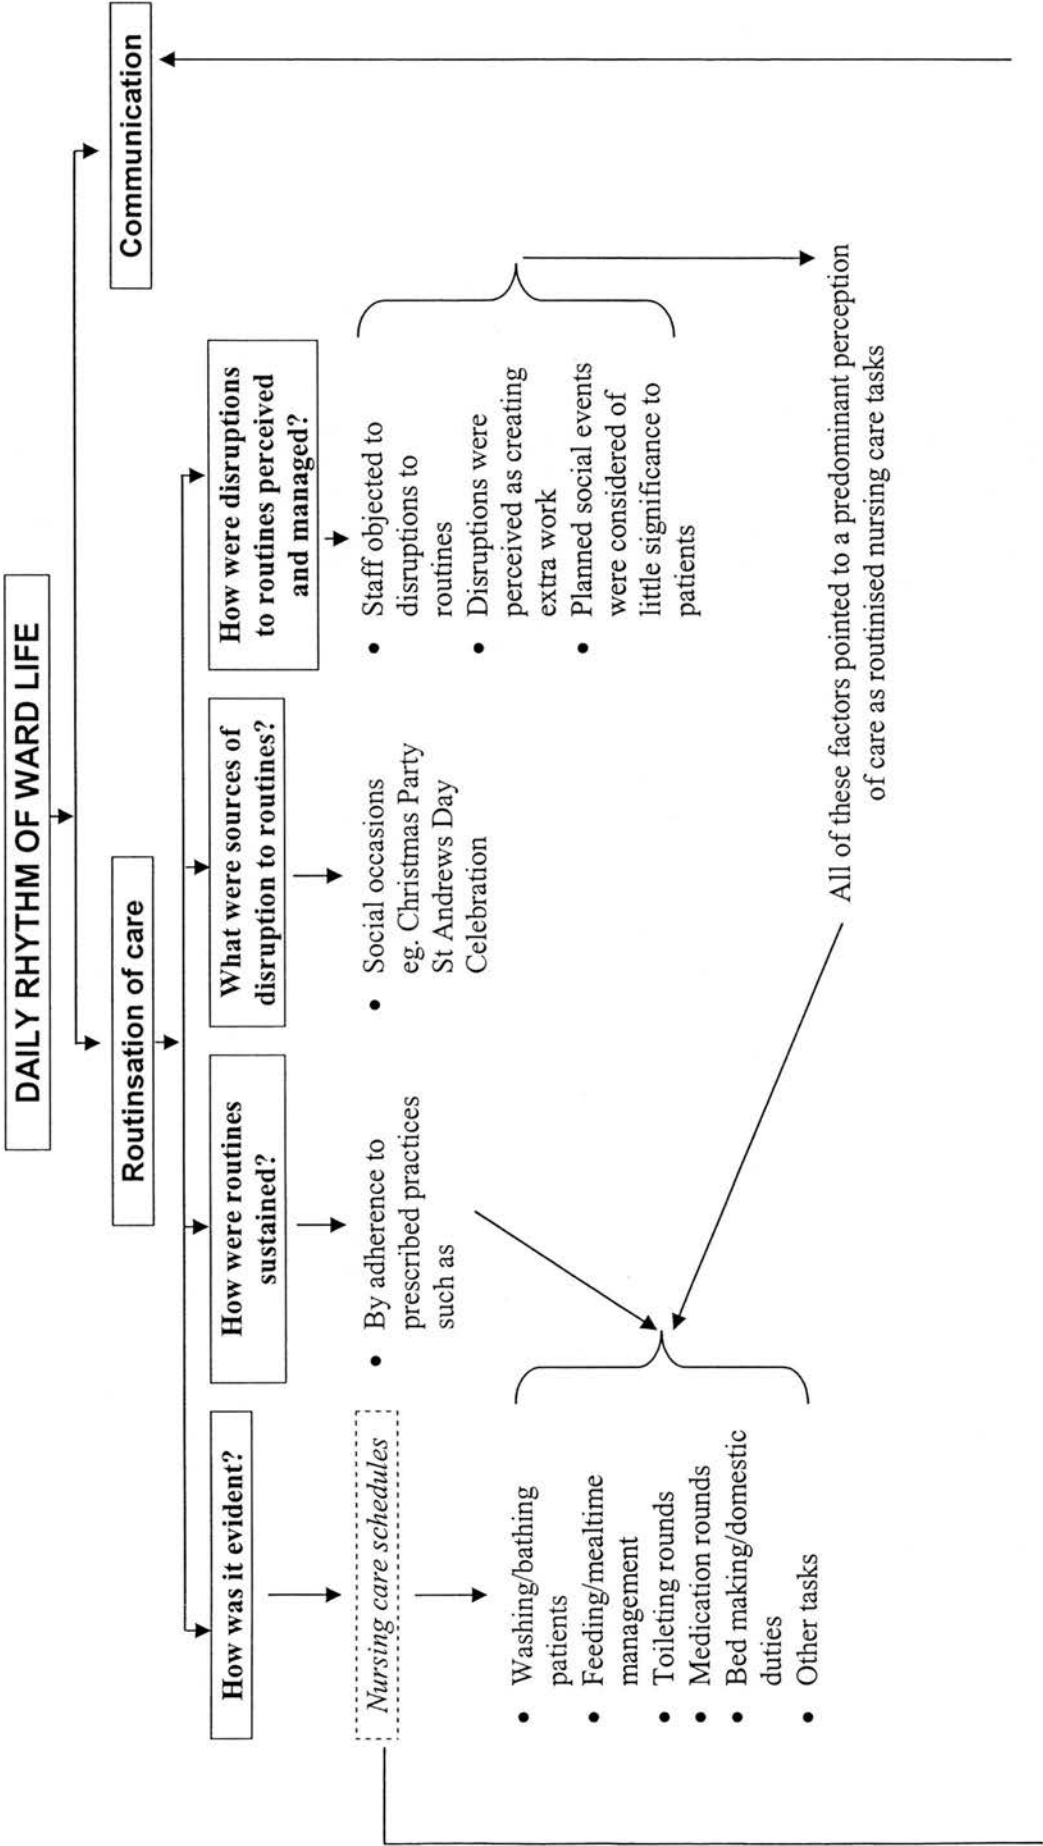 DAILY RHYTHM OF WARD LIFE
Routinsation of care
Communication
How was it evident?
How were routines
sustained?
What were sources of
disruption to routines?
How were disruptions
to routines perceived
and managed?
Nursing care schedules
• Washing/bathing
patients
• Feeding/mealtime
management
• Toileting rounds
• Medication rounds
• Bed making/domestic
duties
• Other tasks
• By adherence to
prescribed practices
such as
• Social occasions
eg. Christmas Party
St Andrews Day
Celebration
• Staff objected to
disruptions to
routines
• Disruptions were
perceived as creating
extra work
• Planned social events
were considered of
little significance to
patients
All of these factors pointed to a predominant perception
of care as routinised nursing care tasks